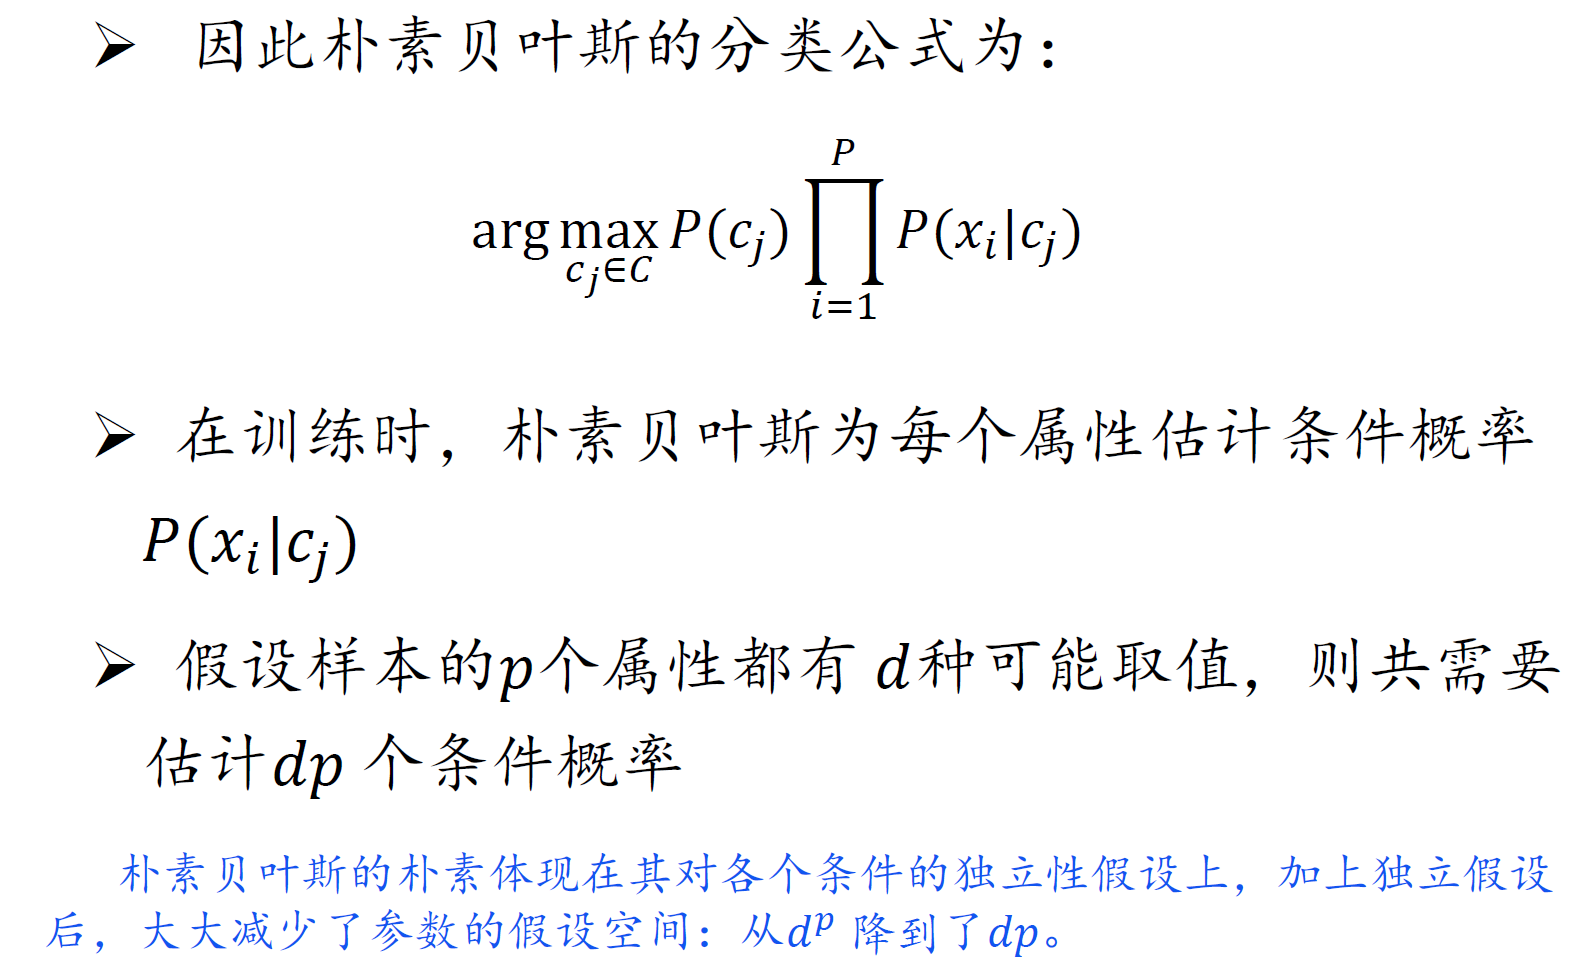 ➢ 因此朴素贝叶斯的分类公式为：
$\arg\max_{c_j \in C} P(c_j) \prod_{i=1}^{P} P(x_i|c_j)$
➢ 在训练时，朴素贝叶斯为每个属性估计条件概率
$P(x_i|c_j)$
➢ 假设样本的p个属性都有 d种可能取值，则共需要
估计dp 个条件概率
朴素贝叶斯的朴素体现在其对各个条件的独立性假设上，加上独立假设
后，大大减少了参数的假设空间：从$d^p$ 降到了dp。